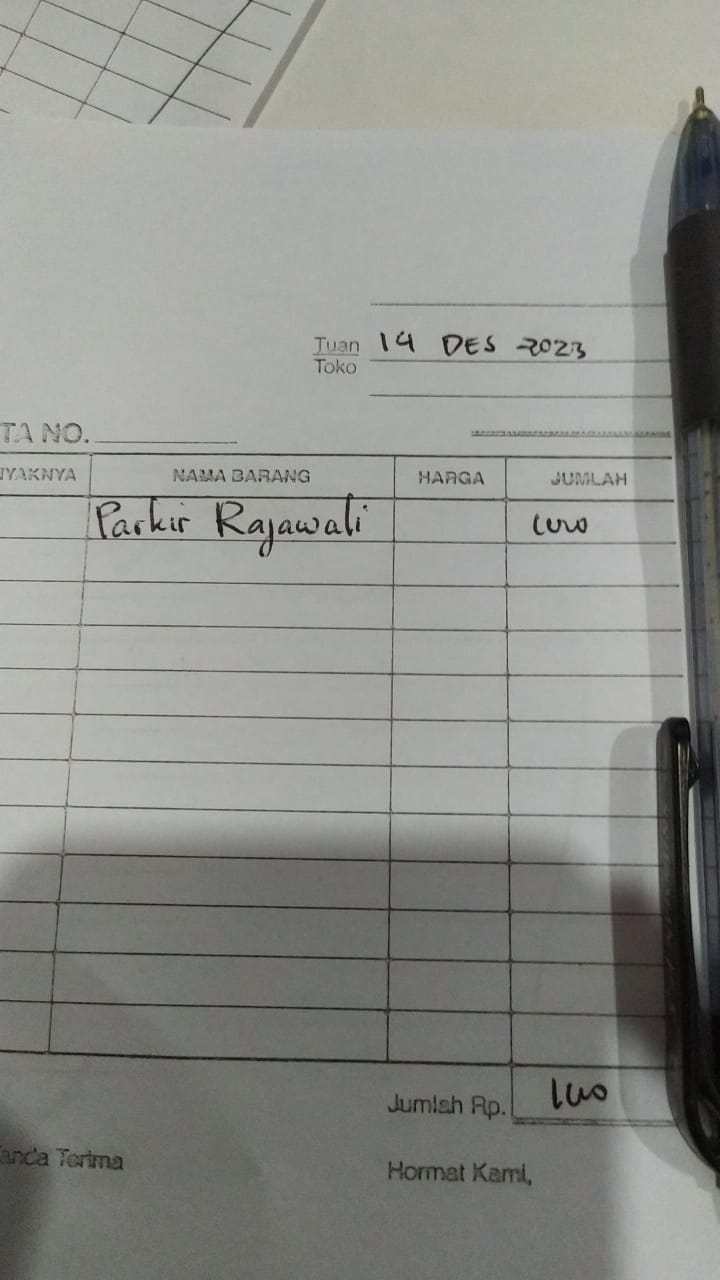 Tuan 14 DES 2023
Toko
TA NO.
NYAKNYA NAMA BARANG HARGA JUMLAH
Parkir Rajawali
Jumlah Rp.
anda Terima Hormat Kami,